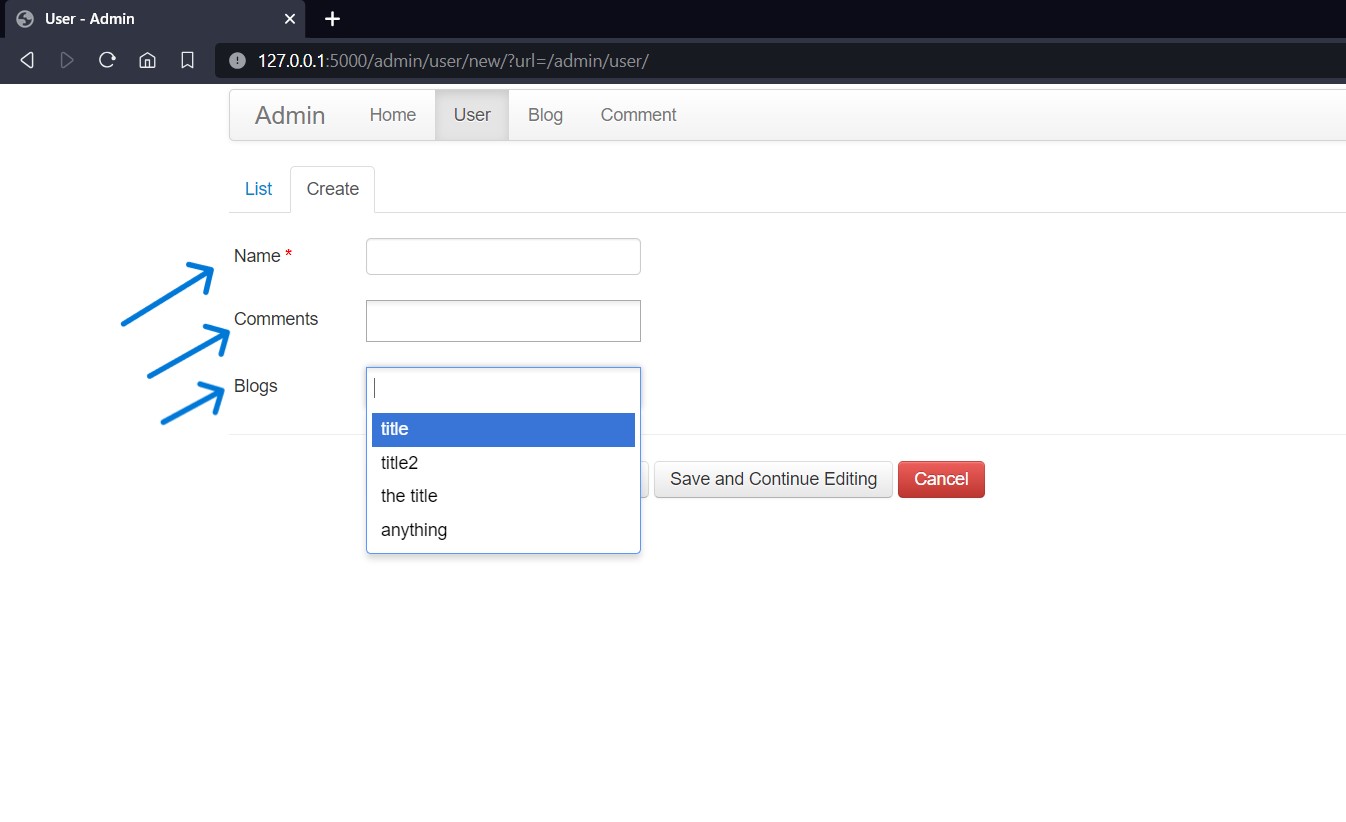 User - Admin
127.0.0.1:5000/admin/user/new/?url=/admin/user/
Admin Home User Blog Comment
List Create
Name *
Comments
Blogs
title
title2
the title
anything
Save and Continue Editing Cancel